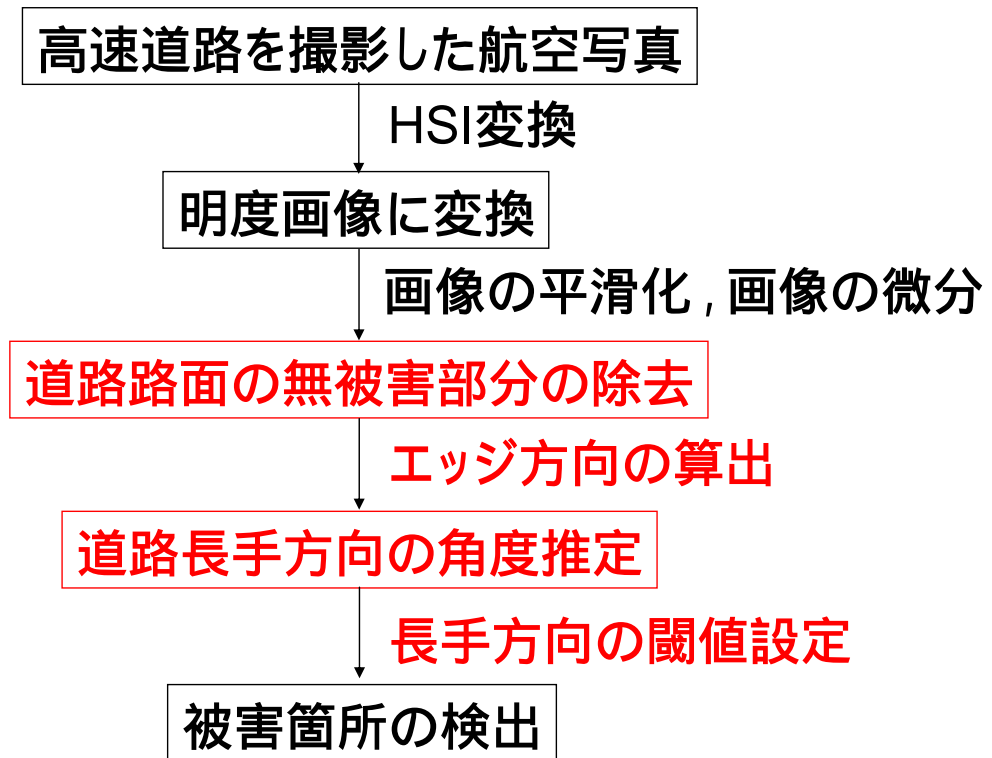 高速道路を撮影した航空写真
HSI変換
明度画像に変換
画像の平滑化 , 画像の微分
道路路面の無被害部分の除去
エッジ方向の算出
道路長手方向の角度推定
長手方向の閾値設定
被害箇所の検出